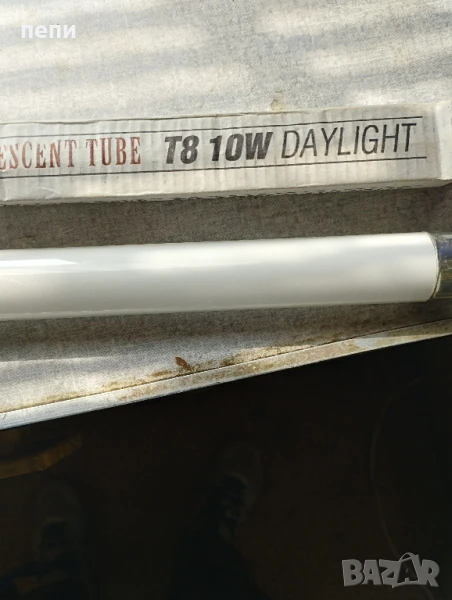 пепи
ESCENT TUBE T8 10W DAYLIGHT
BAZAR